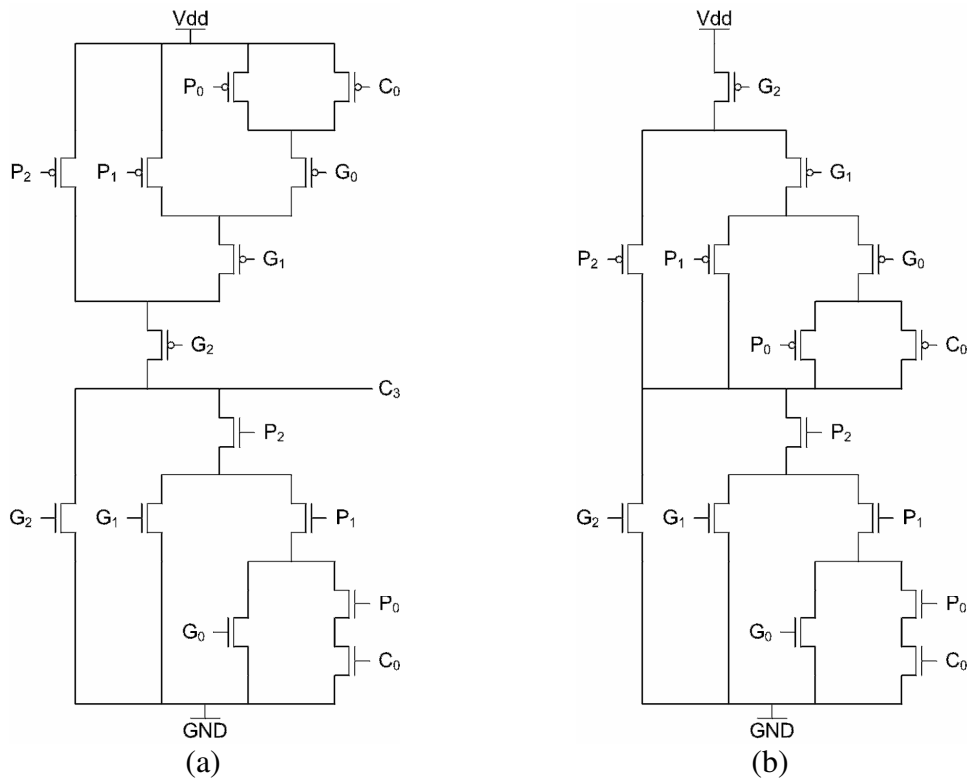 Vdd
P₀
C₀
P₂
P₁
G₀
G₁
G₂
C₃
P₂
G₂
G₁
P₁
P₀
G₀
C₀
GND
(a)
Vdd
G₂
G₁
P₂
P₁
G₀
P₀
C₀
P₂
G₂
G₁
P₁
P₀
G₀
C₀
GND
(b)